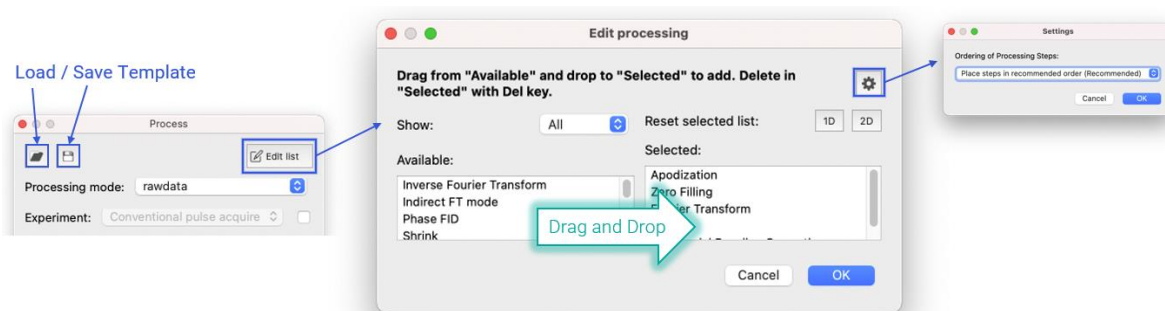 Load / Save Template
Process
Edit list
Processing mode: rawdata
Experiment: Conventional pulse acquire
Edit processing
Drag from "Available" and drop to "Selected" to add. Delete in
"Selected" with Del key.
Show: All
Reset selected list: 1D 2D
Available:
Inverse Fourier Transform
Indirect FT mode
Phase FID
Shrink
Selected:
Apodization
Zero Filling
Transform
Drag and Drop
Cancel OK
Settings
Ordering of Processing Steps:
Place steps in recommended order (Recommended)
Cancel OK